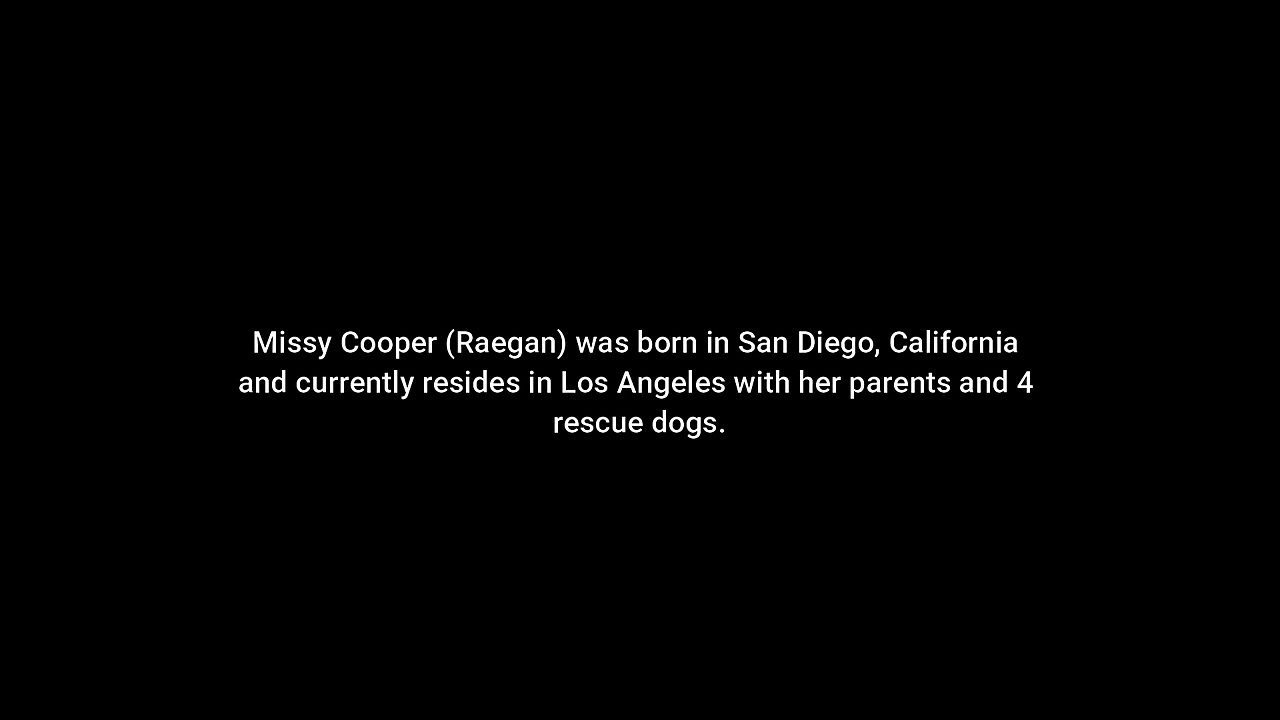 Missy Cooper (Raegan) was born in San Diego, California
and currently resides in Los Angeles with her parents and 4
rescue dogs.